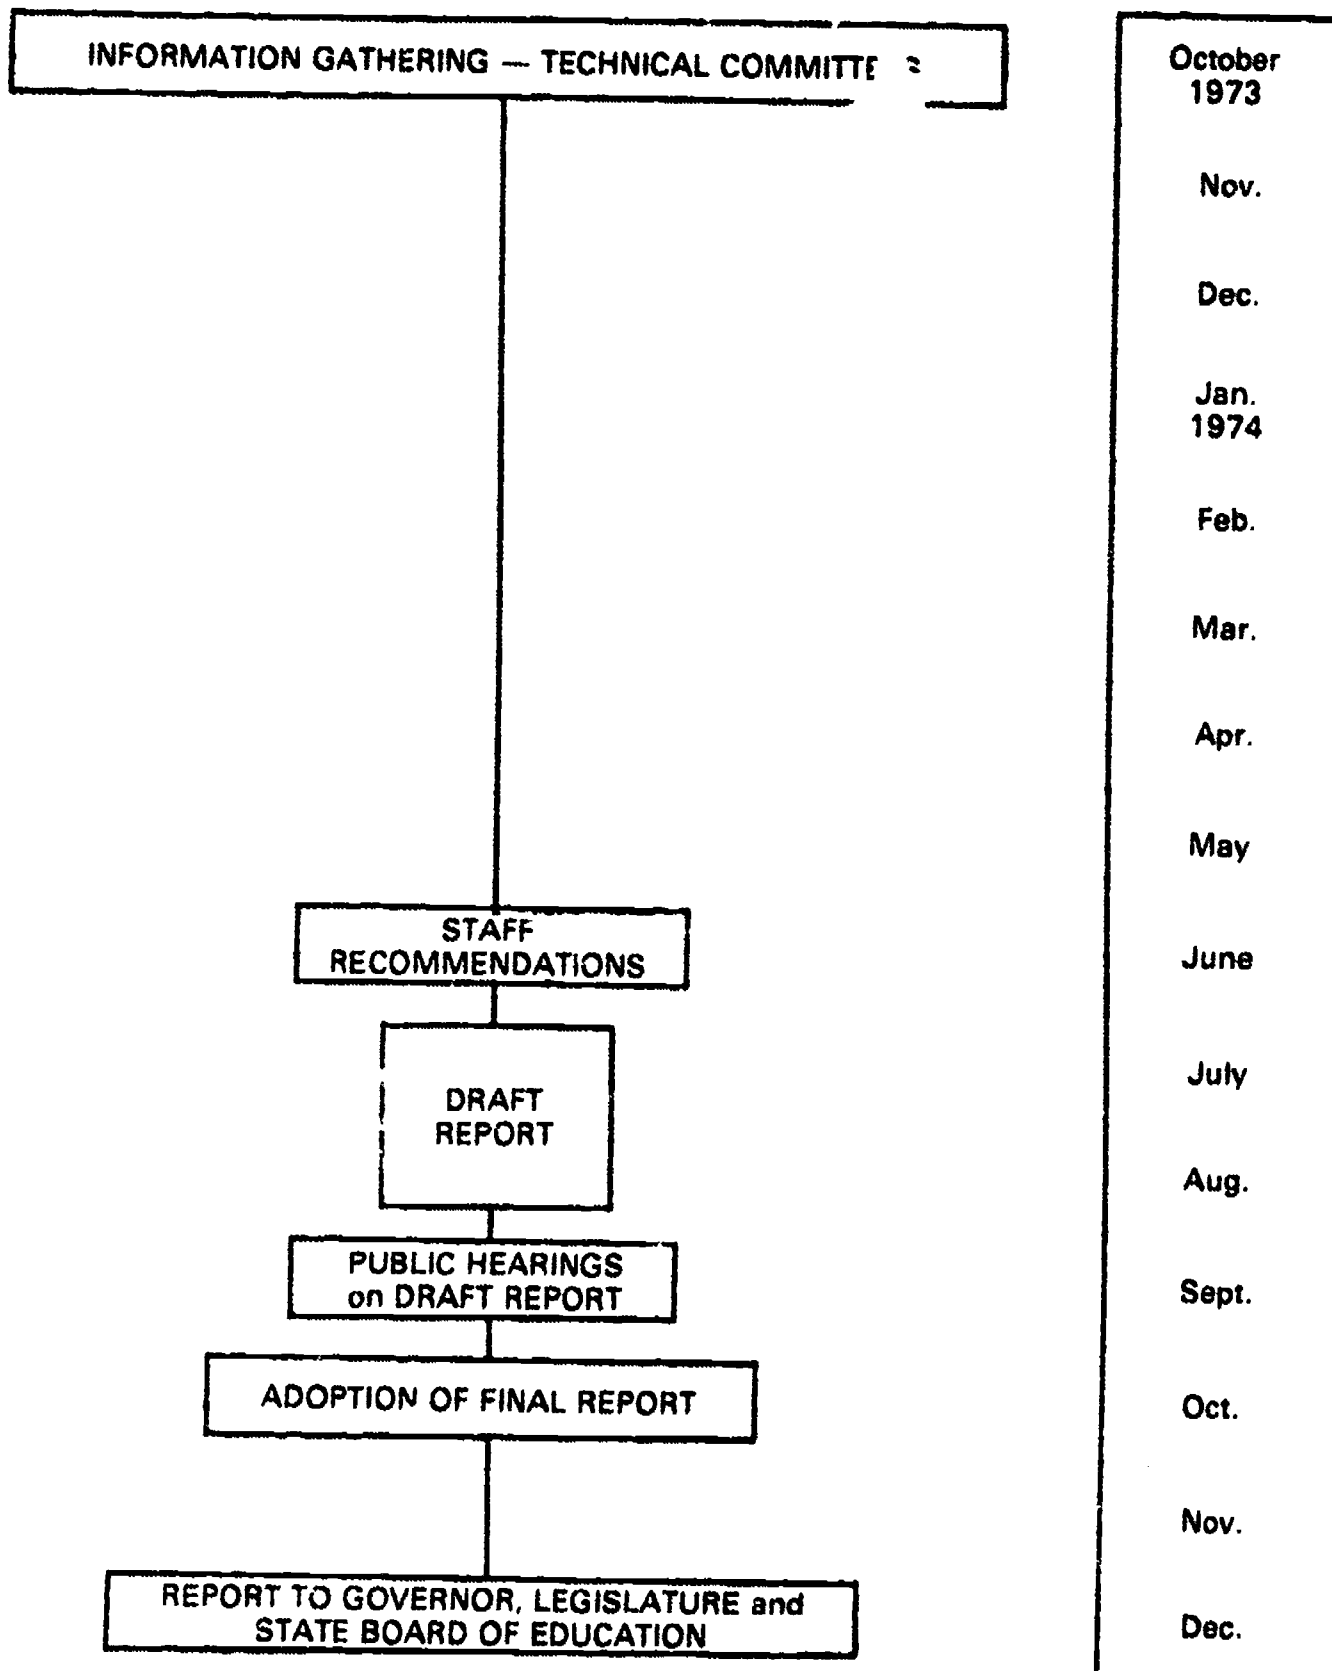 INFORMATION GATHERING — TECHNICAL
October
1973
Nov.
Dec.
Jan.
1974
Feb.
Mar.
Apr.
May
STAFF
RECOMMENDATIONS
June
July
DRAFT
REPORT
Aug.
PUBLIC HEARINGS
on DRAFT REPORT
Sept.
ADOPTION OF FINAL REPORT
Oct.
Nov.
REPORT TO GOVERNOR, LEGISLATURE and
STATE BOARD OF EDUCATION
Dec.